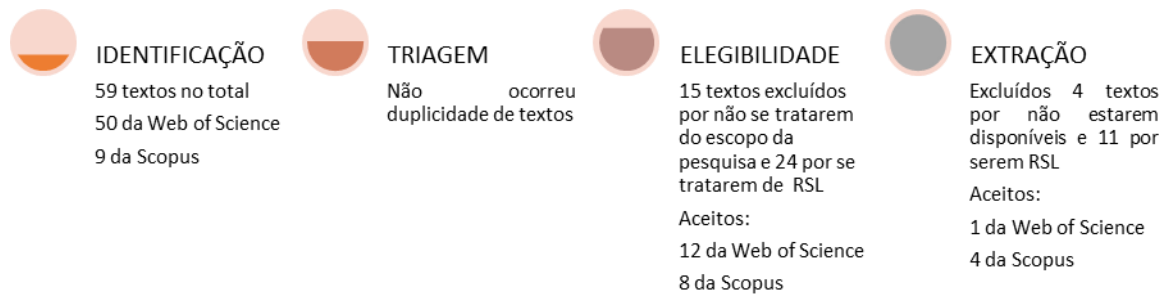 IDENTIFICAÇÃO
59 textos no total
50 da Web of Science
9 da Scopus
TRIAGEM
Não ocorreu
duplicidade de textos
ELEGIBILIDADE
15 textos excluídos
por não se tratarem
do escopo da
pesquisa e 24 por se
tratarem de RSL
Aceitos:
12 da Web of Science
8 da Scopus
EXTRAÇÃO
Excluídos 4 textos
por não estarem
disponíveis e 11 por
serem RSL
Aceitos:
1 da Web of Science
4 da Scopus